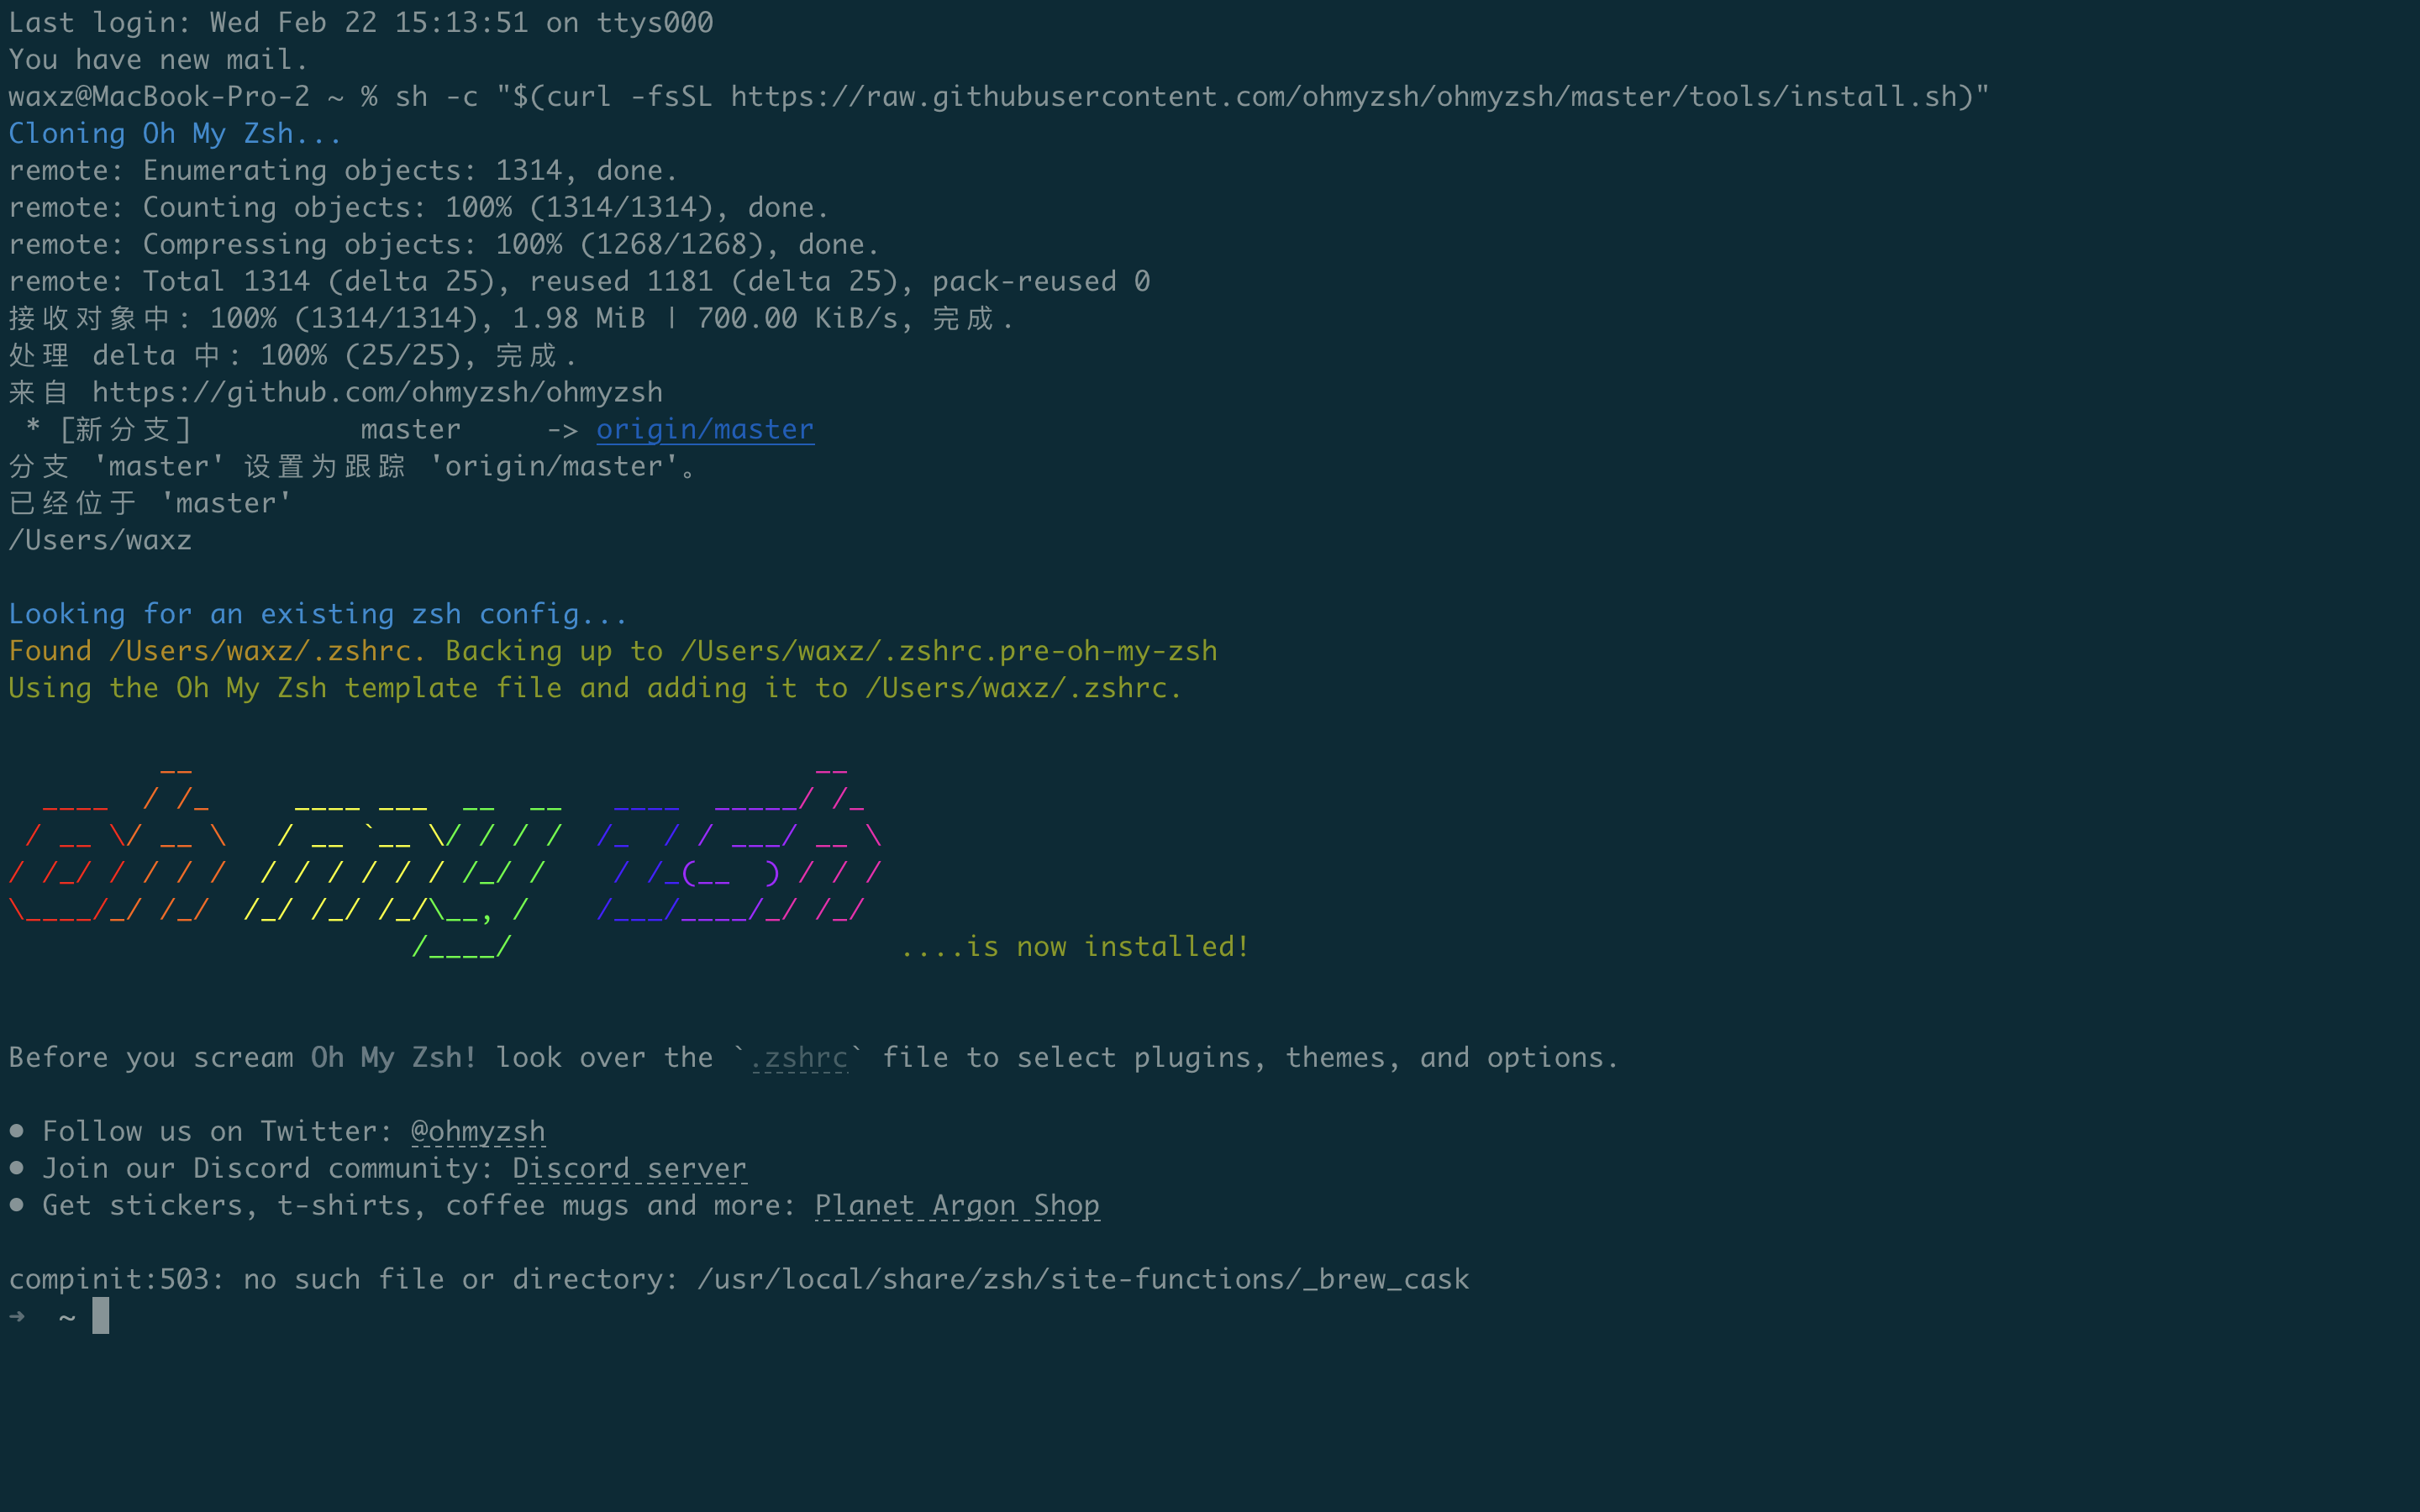 Last login: Wed Feb 22 15:13:51 on ttys000
You have new mail.
waxz@MacBook-Pro-2 ~ % sh -c "$(curl -fsSL https://raw.githubusercontent.com/ohmyzsh/ohmyzsh/master/tools/install.sh)"
Cloning Oh My Zsh...
remote: Enumerating objects: 1314, done.
remote: Counting objects: 100% (1314/1314), done.
remote: Compressing objects: 100% (1268/1268), done.
remote: Total 1314 (delta 25), reused 1181 (delta 25), pack-reused 0
接收对象中: 100% (1314/1314), 1.98 MiB | 700.00 KiB/s, 完成.
处理 delta 中: 100% (25/25), 完成.
来自 https://github.com/ohmyzsh/ohmyzsh
 * [新分支]          master     -> origin/master
分支 'master' 设置为跟踪 'origin/master'。
已经位于 'master'
/Users/waxz

Looking for an existing zsh config...
Found /Users/waxz/.zshrc. Backing up to /Users/waxz/.zshrc.pre-oh-my-zsh
Using the Oh My Zsh template file and adding it to /Users/waxz/.zshrc.

         __                                     __
  ____  / /_     ____ ___  __  __   ____  _____/ /_
 / __ \/ __ \   / __ `__ \/ / / /  /_  / / ___/ __ \
/ /_/ / / / /  / / / / / / /_/ /    / /_(__  ) / / /
\____/_/ /_/  /_/ /_/ /_/\__, /    /___/____/_/ /_/
                        /____/                       ....is now installed!

Before you scream Oh My Zsh! look over the `.zshrc` file to select plugins, themes, and options.

• Follow us on Twitter: @ohmyzsh
• Join our Discord community: Discord server
• Get stickers, t-shirts, coffee mugs and more: Planet Argon Shop

compinit:503: no such file or directory: /usr/local/share/zsh/site-functions/_brew_cask
➜  ~